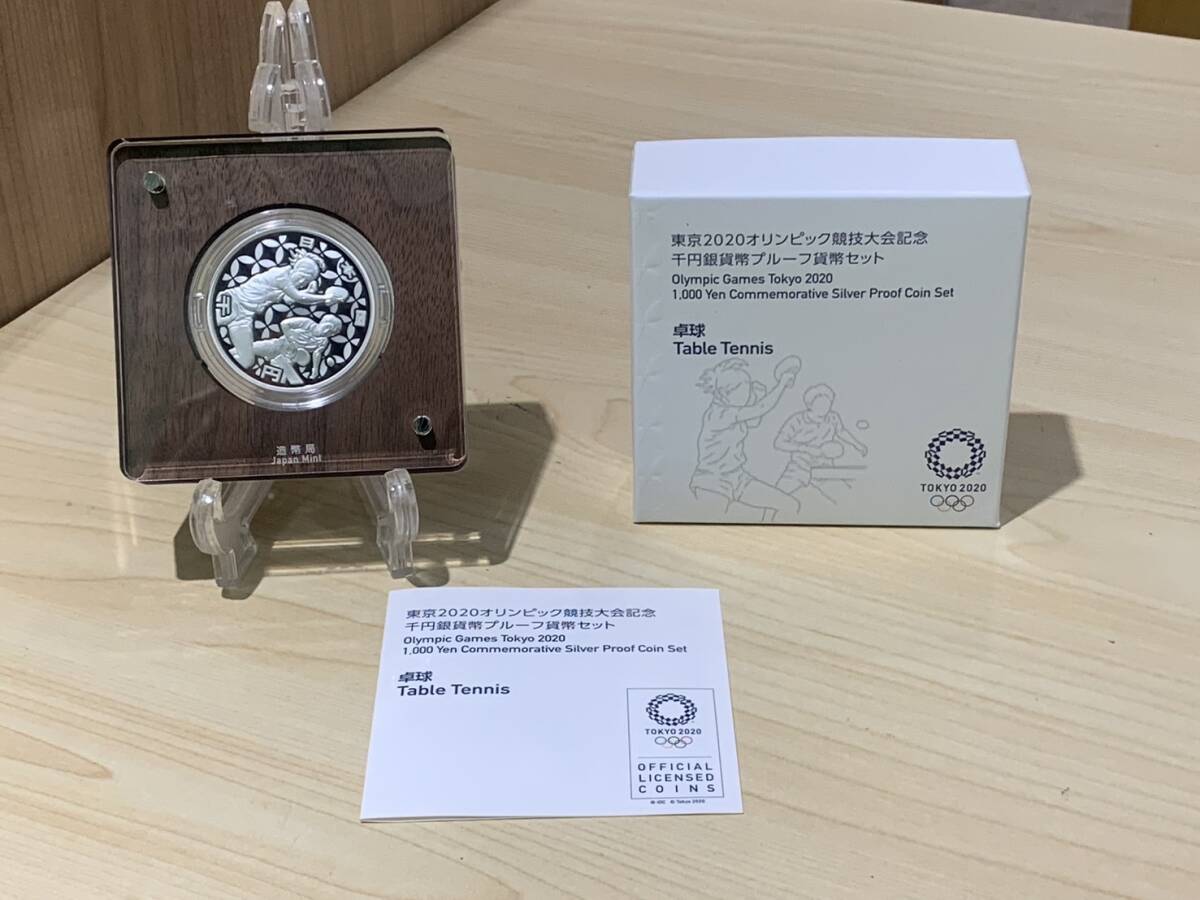 日
本
国
千
円
造幣局
Japan Mint
東京2020オリンピック競技大会記念
千円銀貨幣プルーフ貨幣セット
Olympic Games Tokyo 2020
1,000 Yen Commemorative Silver Proof Coin Set
卓球
Table Tennis
TOKYO 2020
東京2020オリンピック競技大会記念
千円銀貨幣プルーフ貨幣セット
Olympic Games Tokyo 2020
1,000 Yen Commemorative Silver Proof Coin Set
卓球
Table Tennis
TOKYO 2020
OFFICIAL
LICENSED
COINS
© IOC © Tokyo 2020